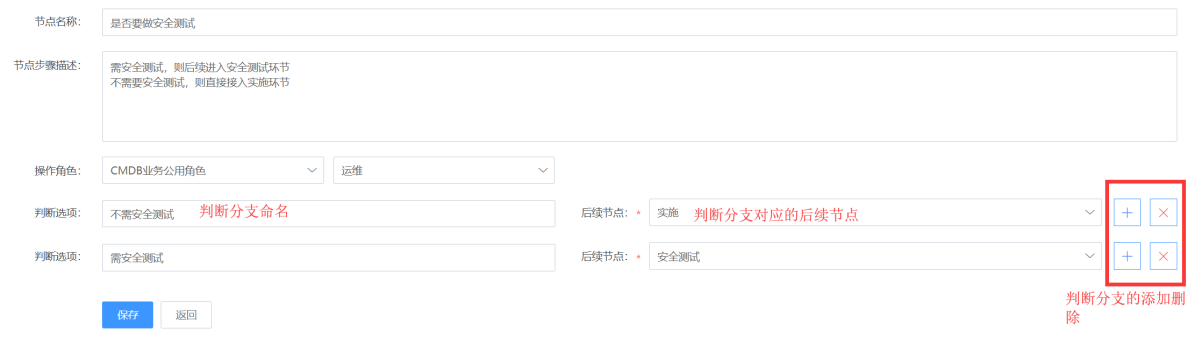 节点名称： 是否要做安全测试
节点步骤描述： 需安全测试，则后续进入安全测试环节
不需要安全测试，则直接接入实施环节
操作角色： CMDB业务公用角色 运维
判断选项： 不需安全测试 判断分支命名 后续节点： * 实施 判断分支对应的后续节点
判断选项： 需安全测试 后续节点： * 安全测试
判断分支的添加删
除
保存 返回